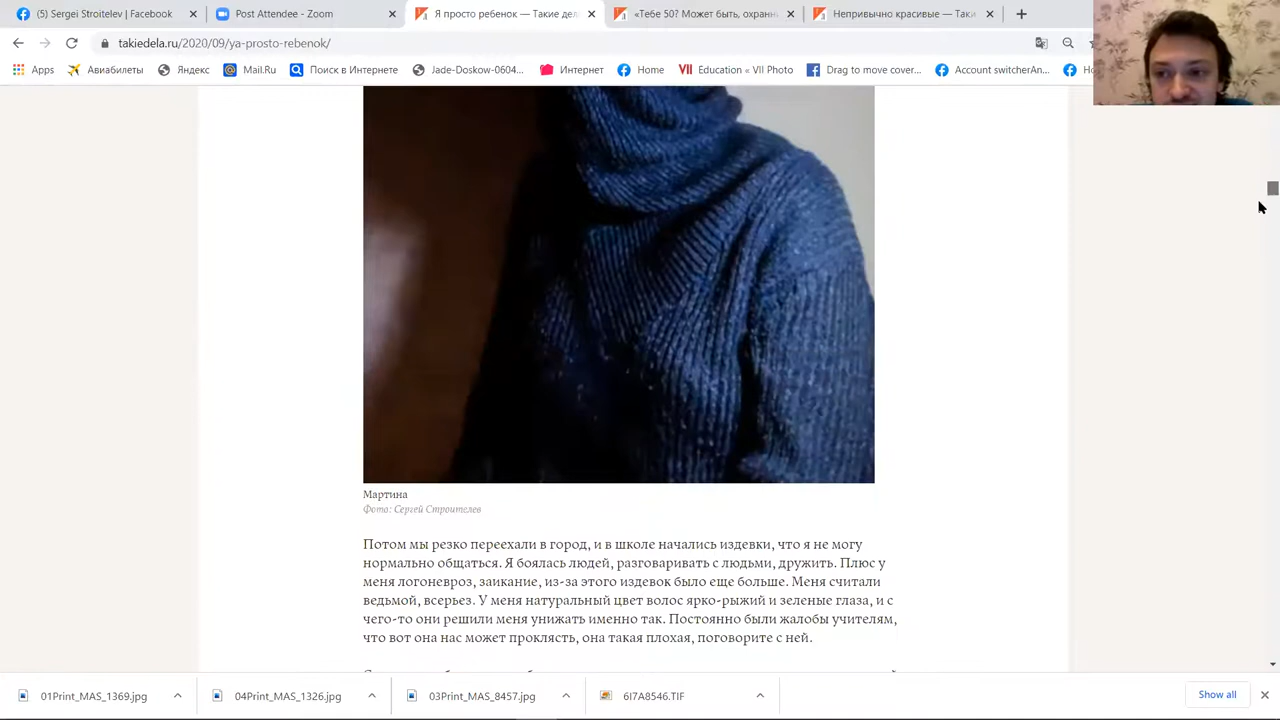 (5) Sergei Stroitelev | Facebook
Post Attendee - Zoom
Я просто ребенок — Такие дел
«Тебе 50? Может быть, охранн
Непривычно красивые — Таки
takiedela.ru/2020/09/ya-prosto-rebenok/
Apps
Авиабилеты
Яндекс
Mail.Ru
Поиск в Интернете
Jade-Doskow-0604...
Интернет
Home
VII Education « VII Photo
Drag to move cover...
Account switcherAn...
Мартина
Фото: Сергей Строителев
Потом мы резко переехали в город, и в школе начались издевки, что я не могу
нормально общаться. Я боялась людей, разговаривать с людьми, дружить. Плюс у
меня логоневроз, заикание, из-за этого издевок было еще больше. Меня считали
ведьмой, всерьез. У меня натуральный цвет волос ярко-рыжий и зеленые глаза, и с
чего-то они решили меня унижать именно так. Постоянно были жалобы учителям,
что вот она нас может проклясть, она такая плохая, поговорите с ней.
01Print_MAS_1369.jpg
04Print_MAS_1326.jpg
03Print_MAS_8457.jpg
6I7A8546.TIF
Show all